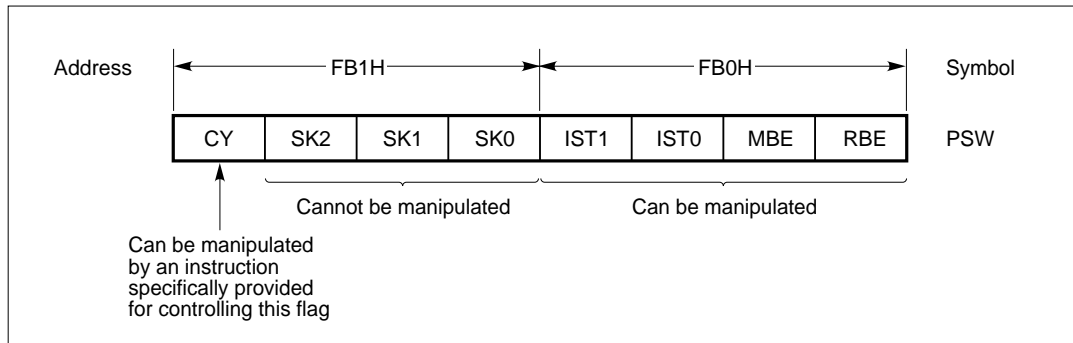 Address FB1H FB0H Symbol
CY SK2 SK1 SK0 IST1 IST0 MBE RBE PSW
Cannot be manipulated Can be manipulated
Can be manipulated
by an instruction
specifically provided
for controlling this flag